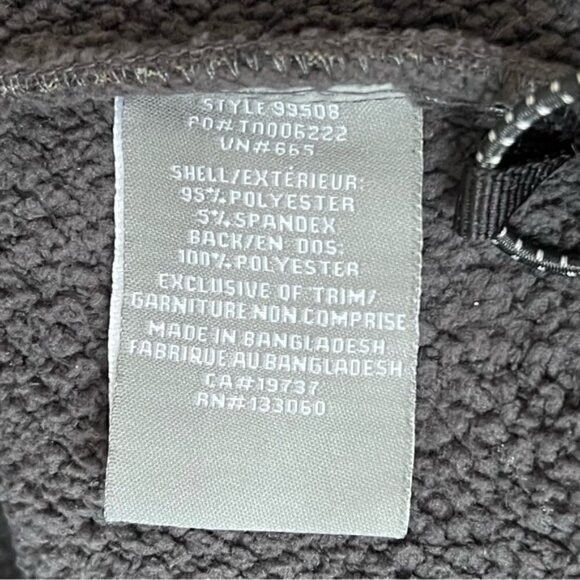 STYLE 99508
PO# T0006222
VN#665
SHELL/EXTÉRIEUR:
95% POLYESTER
5% SPANDEX
BACK/EN DOS:
100% POLYESTER
EXCLUSIVE OF TRIM/
GARNITURE NON COMPRISE
MADE IN BANGLADESH
FABRIQUE AU BANGLADESH
CA#19737
RN#133060